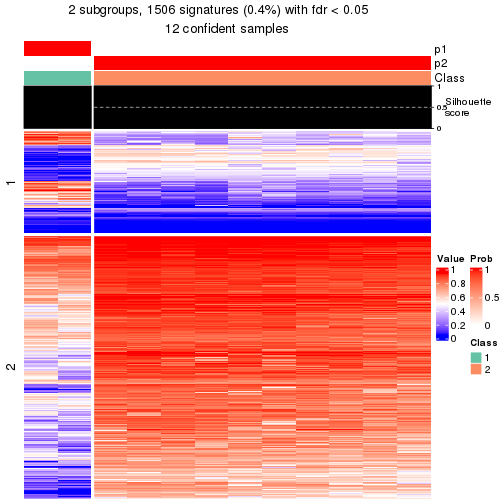 2 subgroups, 1506 signatures (0.4%) with fdr < 0.05
12 confident samples
p1
p2
Class
1
0.5
0
Silhouette
score
1
2
Value
1
0.8
0.6
0.4
0.2
0
Prob
1
0.5
0
Class
1
2